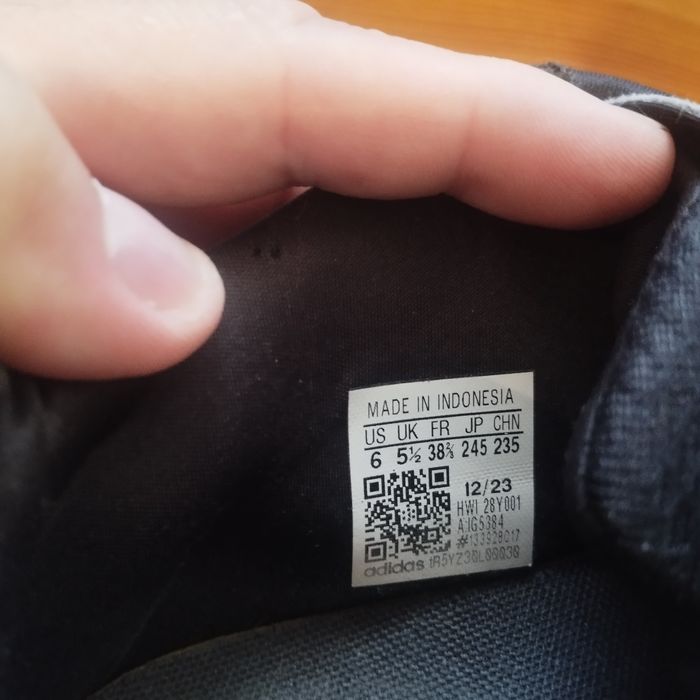 MADE IN INDONESIA
US UK FR JP CHN
6 5½ 38⅔ 245 235
12/23
HWI 28Y001
adidas